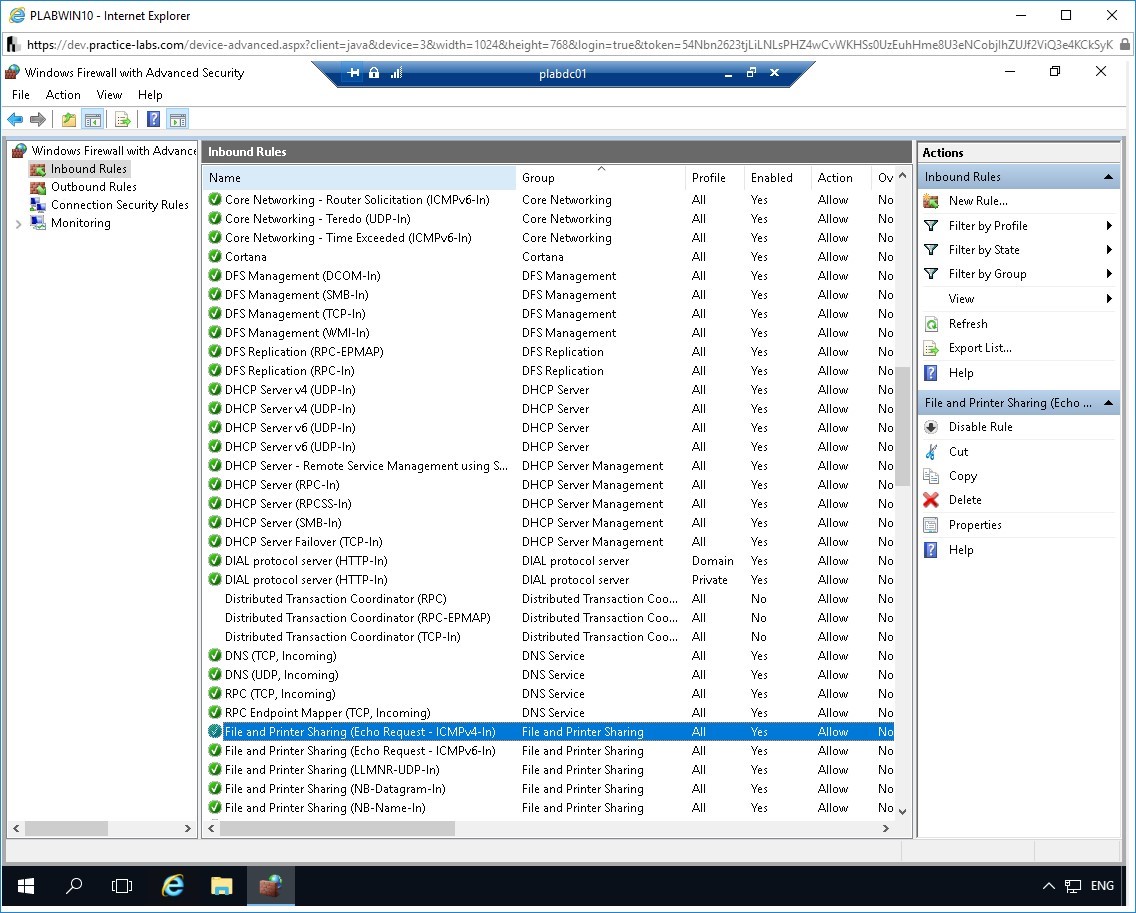 PLABWIN10 - Internet Explorer
https://dev.practice-labs.com/device-advanced.aspx?client=java&device=3&width=1024&height=768&login=true&token=
Windows Firewall with Advanced Security
plabdc01
File Action View Help
Windows Firewall with Advance
Inbound Rules
Outbound Rules
Connection Security Rules
Monitoring
Inbound Rules
Name Group Profile Enabled Action Ov
Core Networking - Router Solicitation (ICMPv6-In) Core Networking All Yes Allow No
Core Networking - Teredo (UDP-In) Core Networking All Yes Allow No
Core Networking - Time Exceeded (ICMPv6-In) Core Networking All Yes Allow No
Cortana Cortana All Yes Allow No
DFS Management (DCOM-In) DFS Management All Yes Allow No
DFS Management (SMB-In) DFS Management All Yes Allow No
DFS Management (TCP-In) DFS Management All Yes Allow No
DFS Management (WMI-In) DFS Management All Yes Allow No
DFS Replication (RPC-EPMAP) DFS Replication All Yes Allow No
DFS Replication (RPC-In) DFS Replication All Yes Allow No
DHCP Server v4 (UDP-In) DHCP Server All Yes Allow No
DHCP Server v4 (UDP-In) DHCP Server All Yes Allow No
DHCP Server v6 (UDP-In) DHCP Server All Yes Allow No
DHCP Server v6 (UDP-In) DHCP Server All Yes Allow No
DHCP Server - Remote Service Management using S... DHCP Server Management All Yes Allow No
DHCP Server (RPC-In) DHCP Server Management All Yes Allow No
DHCP Server (RPCSS-In) DHCP Server Management All Yes Allow No
DHCP Server (SMB-In) DHCP Server Management All Yes Allow No
DHCP Server Failover (TCP-In) DHCP Server Management All Yes Allow No
DIAL protocol server (HTTP-In) DIAL protocol server Domain Yes Allow No
DIAL protocol server (HTTP-In) DIAL protocol server Private Yes Allow No
Distributed Transaction Coordinator (RPC) Distributed Transaction Coo... All No Allow No
Distributed Transaction Coordinator (RPC-EPMAP) Distributed Transaction Coo... All No Allow No
Distributed Transaction Coordinator (TCP-In) Distributed Transaction Coo... All No Allow No
DNS (TCP, Incoming) DNS Service All Yes Allow No
DNS (UDP, Incoming) DNS Service All Yes Allow No
RPC (TCP, Incoming) DNS Service All Yes Allow No
RPC Endpoint Mapper (TCP, Incoming) DNS Service All Yes Allow No
File and Printer Sharing (Echo Request - ICMPv4-In) File and Printer Sharing All Yes Allow No
File and Printer Sharing (Echo Request - ICMPv6-In) File and Printer Sharing All Yes Allow No
File and Printer Sharing (LLMNR-UDP-In) File and Printer Sharing All Yes Allow No
File and Printer Sharing (NB-Datagram-In) File and Printer Sharing All Yes Allow No
File and Printer Sharing (NB-Name-In) File and Printer Sharing All Yes Allow No
Actions
Inbound Rules
New Rule...
Filter by Profile
Filter by State
Filter by Group
View
Refresh
Export List...
Help
File and Printer Sharing (Echo ...
Disable Rule
Cut
Copy
Delete
Properties
Help
ENG